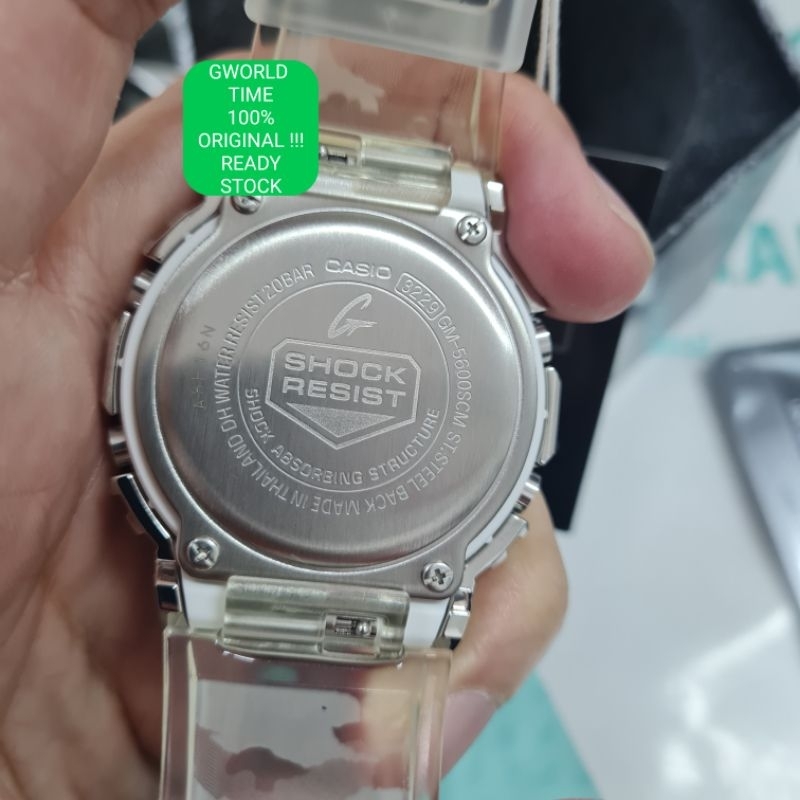 GWORLD
TIME
100%
ORIGINAL !!!
READY
STOCK
CASIO 3229 GM-5600SCM ST.STEEL BACK MADE IN THAILAND DH WATER RESIST 20BAR
G
SHOCK
RESIST
SHOCK ABSORBING STRUCTURE